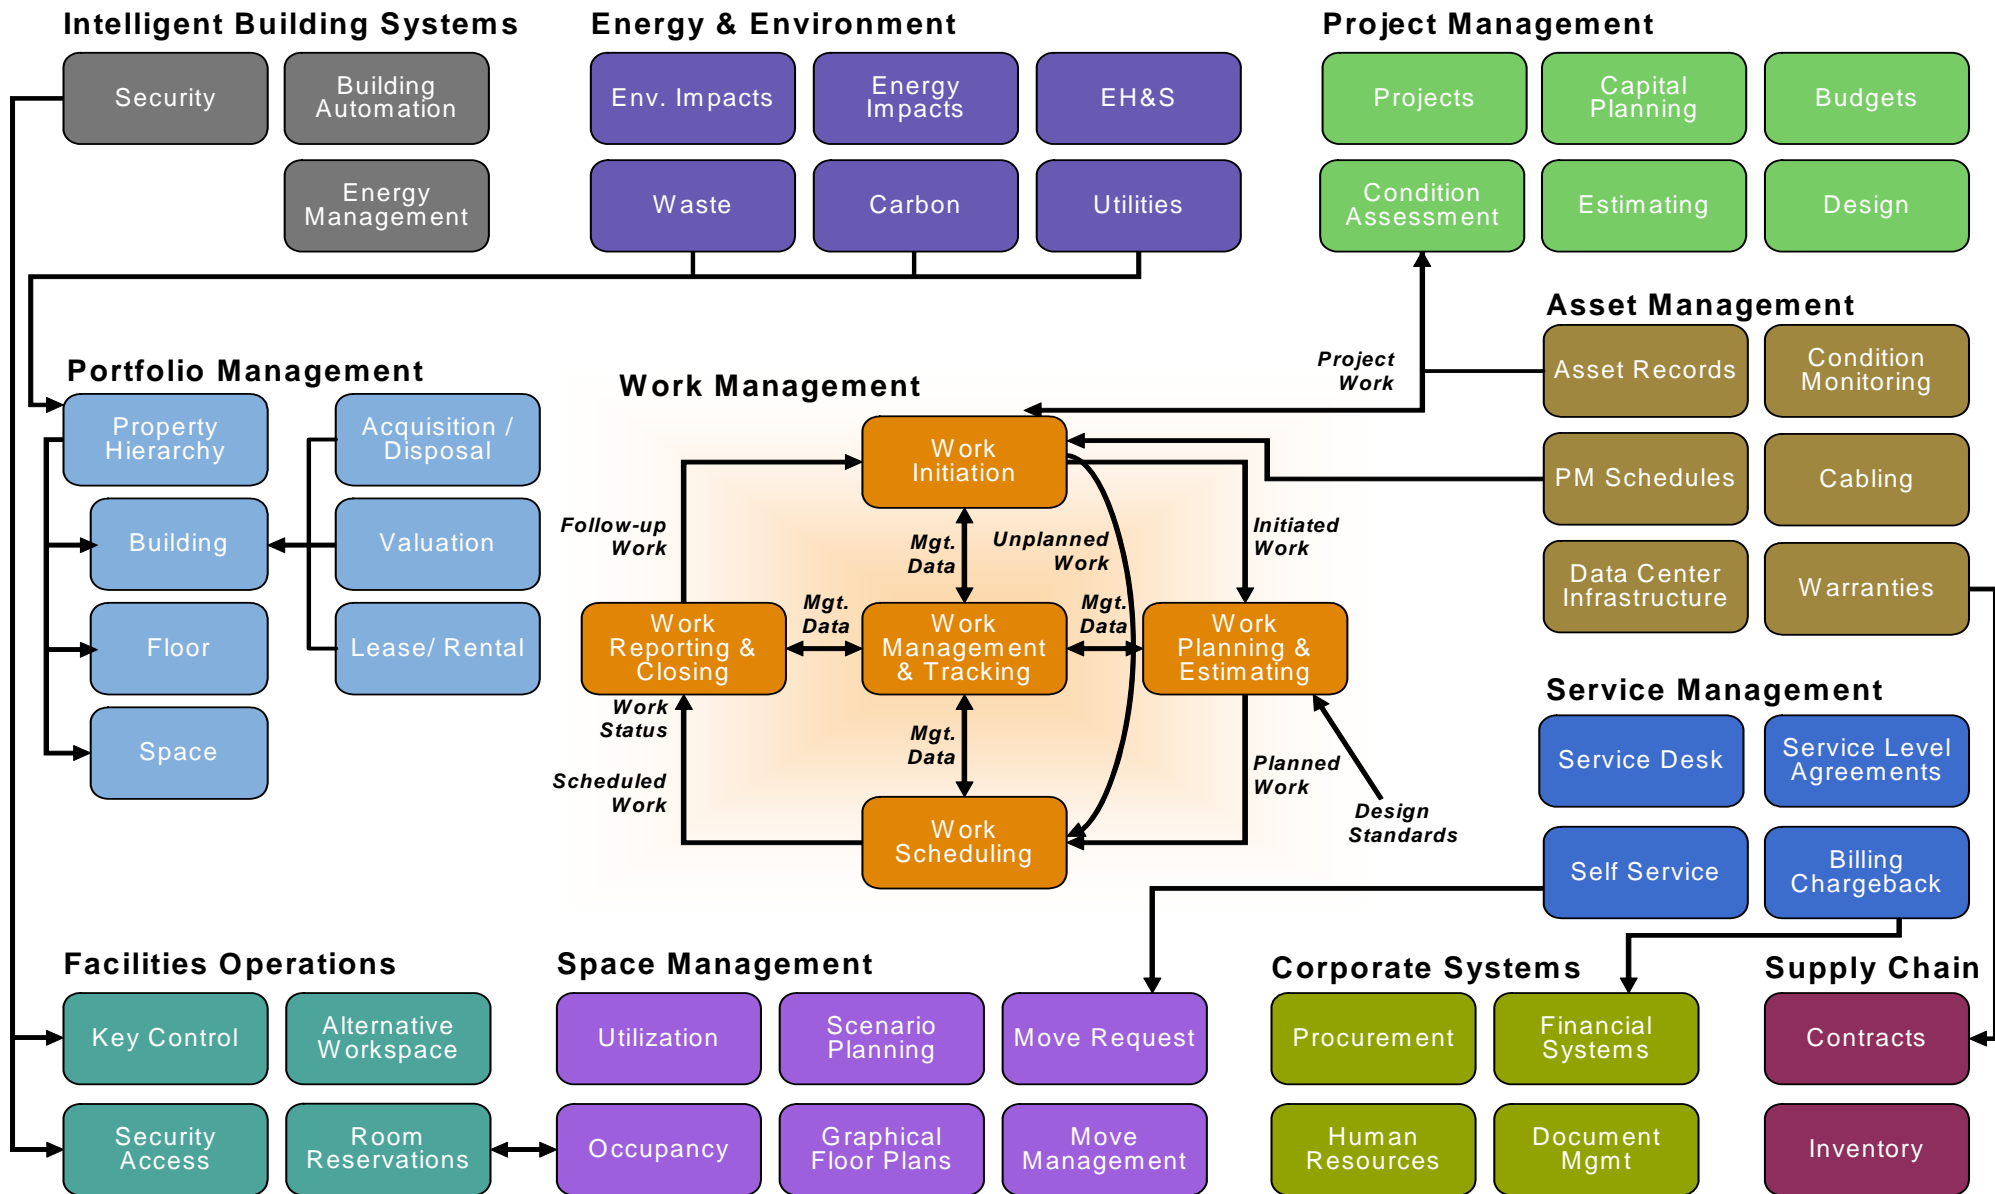 Intelligent Building Systems
Security
Building
Automation
Energy
Management
Energy & Environment
Env. Impacts
Energy
Impacts
EH&S
Waste
Carbon
Utilities
Project Management
Projects
Capital
Planning
Budgets
Condition
Assessment
Estimating
Design
Portfolio Management
Property
Hierarchy
Building
Floor
Space
Acquisition /
Disposal
Valuation
Lease/ Rental
Work Management
Work
Initiation
Follow-up
Work
Mgt.
Data
Unplanned
Work
Initiated
Work
Project
Work
Work
Reporting &
Closing
Mgt.
Data
Work
Management
& Tracking
Mgt.
Data
Work
Planning &
Estimating
Work
Status
Scheduled
Work
Mgt.
Data
Planned
Work
Design
Standards
Work
Scheduling
Asset Management
Asset Records
Condition
Monitoring
PM Schedules
Cabling
Data Center
Infrastructure
Warranties
Service Management
Service Desk
Service Level
Agreements
Self Service
Billing
Chargeback
Facilities Operations
Key Control
Alternative
Workspace
Security
Access
Room
Reservations
Space Management
Utilization
Scenario
Planning
Move Request
Occupancy
Graphical
Floor Plans
Move
Management
Corporate Systems
Procurement
Financial
Systems
Human
Resources
Document
Mgmt
Supply Chain
Contracts
Inventory